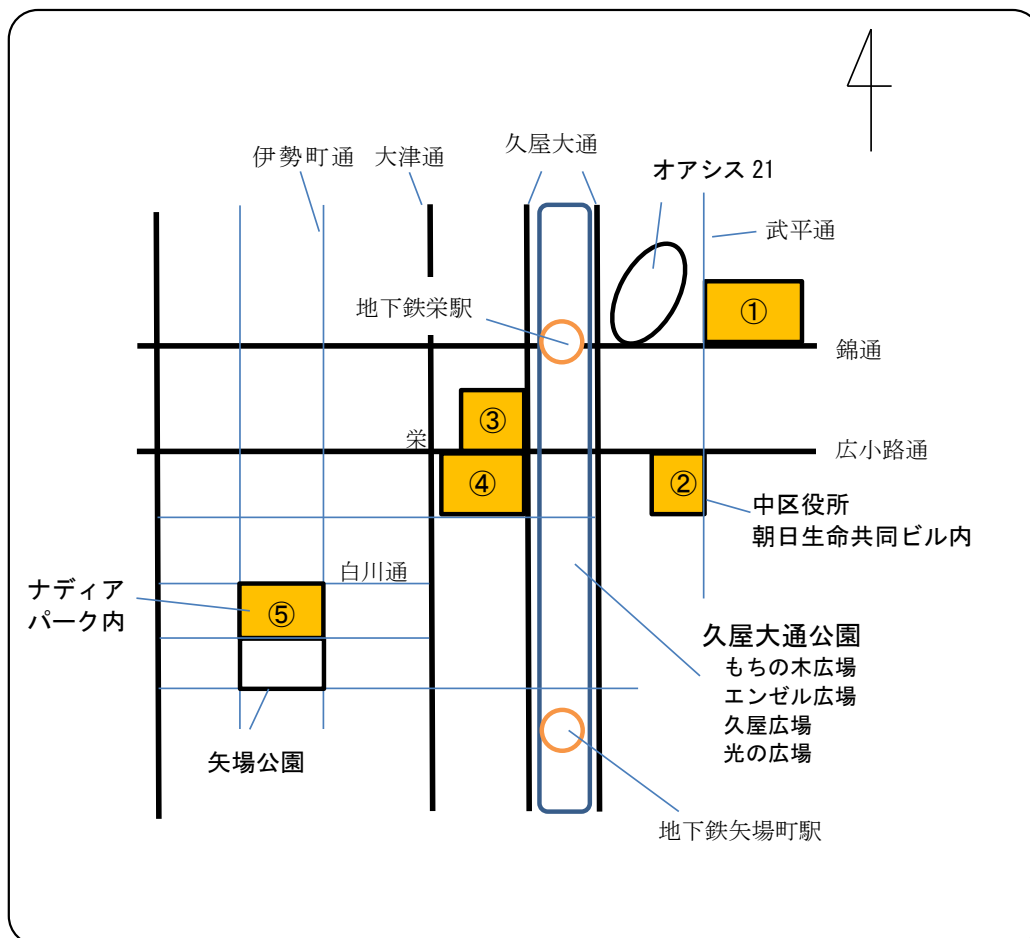 伊勢町通
大津通
久屋大通
オアシス 21
武平通
地下鉄栄駅
①
錦通
③
栄
広小路通
④
②
中区役所
朝日生命共同ビル内
白川通
ナディア
パーク内
⑤
久屋大通公園
もちの木広場
エンゼル広場
久屋広場
光の広場
矢場公園
地下鉄矢場町駅